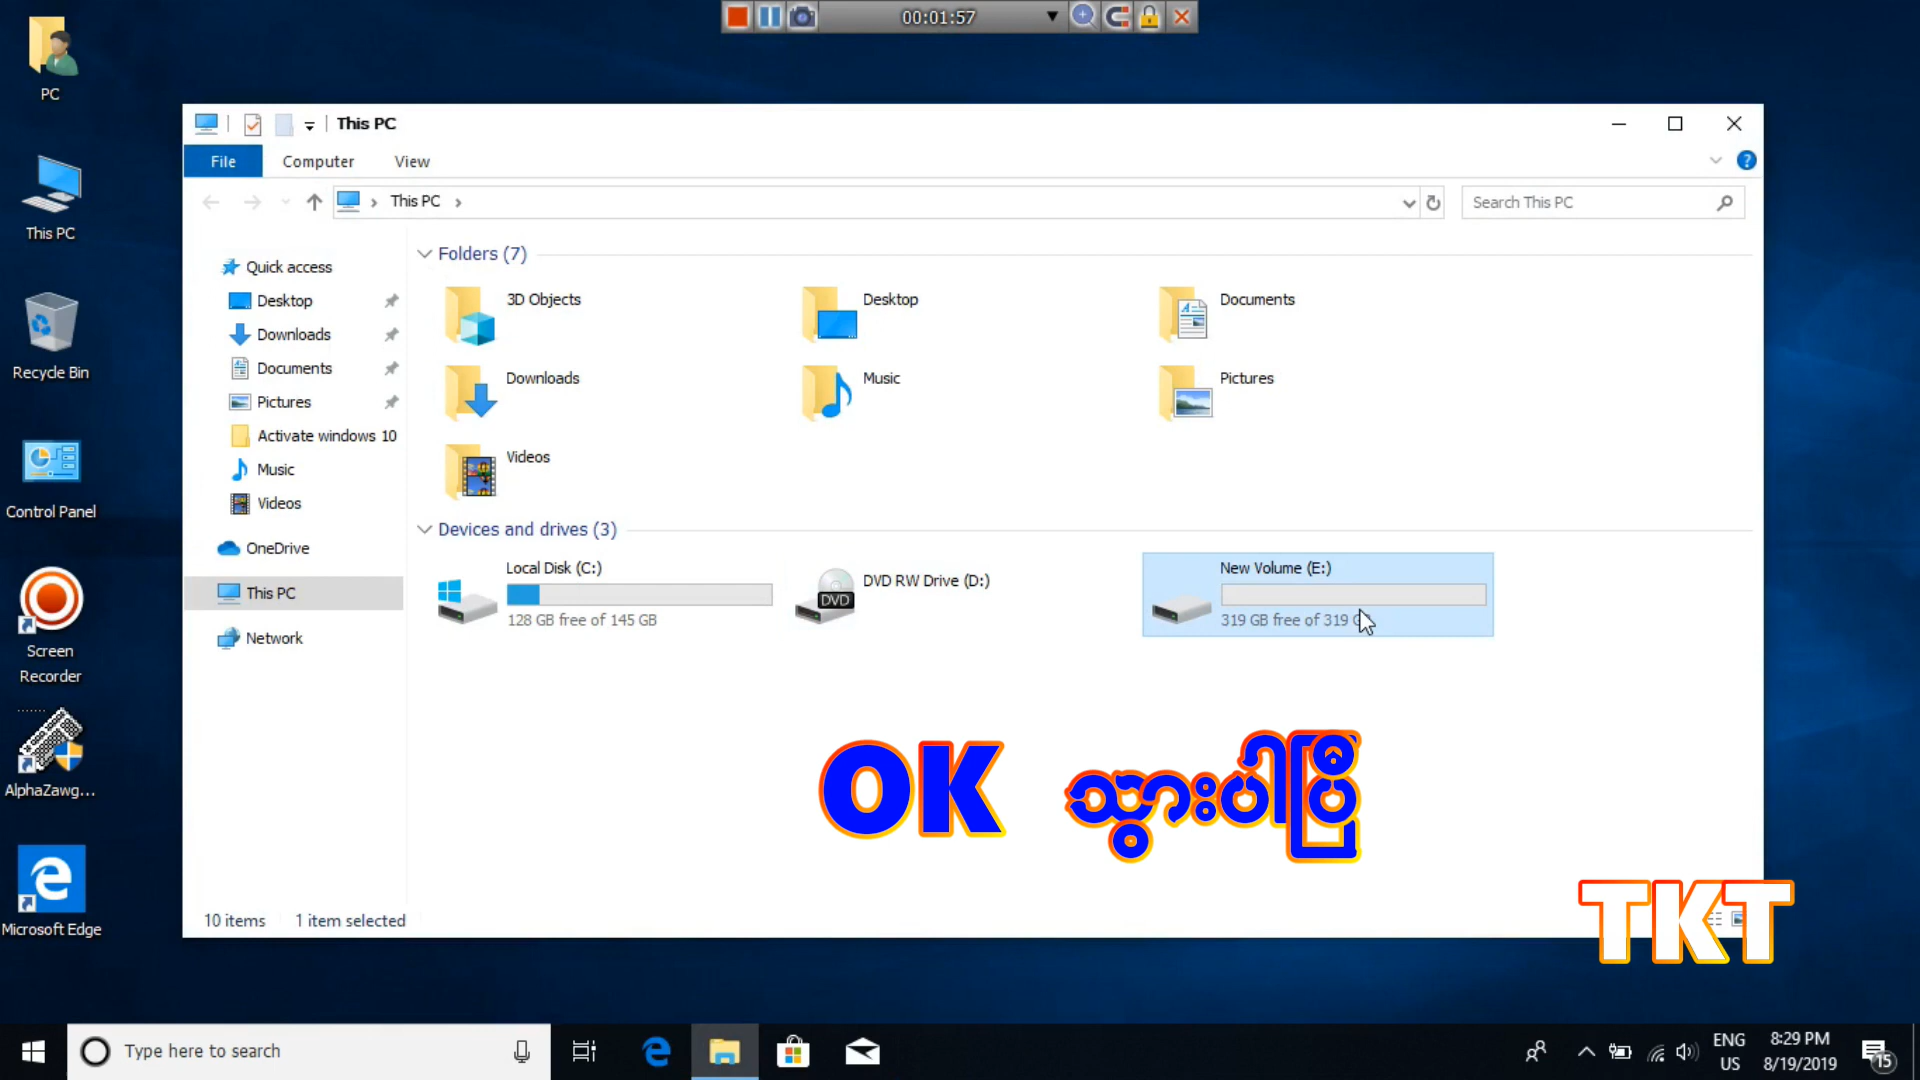 00:01:57
PC
This PC
File
Computer
View
This PC
Search This PC
This PC
Quick access
Desktop
Downloads
Documents
Pictures
Activate windows 10
Music
Videos
OneDrive
This PC
Network
Folders (7)
3D Objects
Desktop
Documents
Downloads
Music
Pictures
Videos
Devices and drives (3)
Local Disk (C:)
128 GB free of 145 GB
DVD RW Drive (D:)
DVD
New Volume (E:)
319 GB free of 319
Recycle Bin
Control Panel
Screen
Recorder
AlphaZawg...
Microsoft Edge
OK သွားပါပြီ
TKT
10 items
1 item selected
Type here to search
ENG
US
8:29 PM
8/19/2019
15